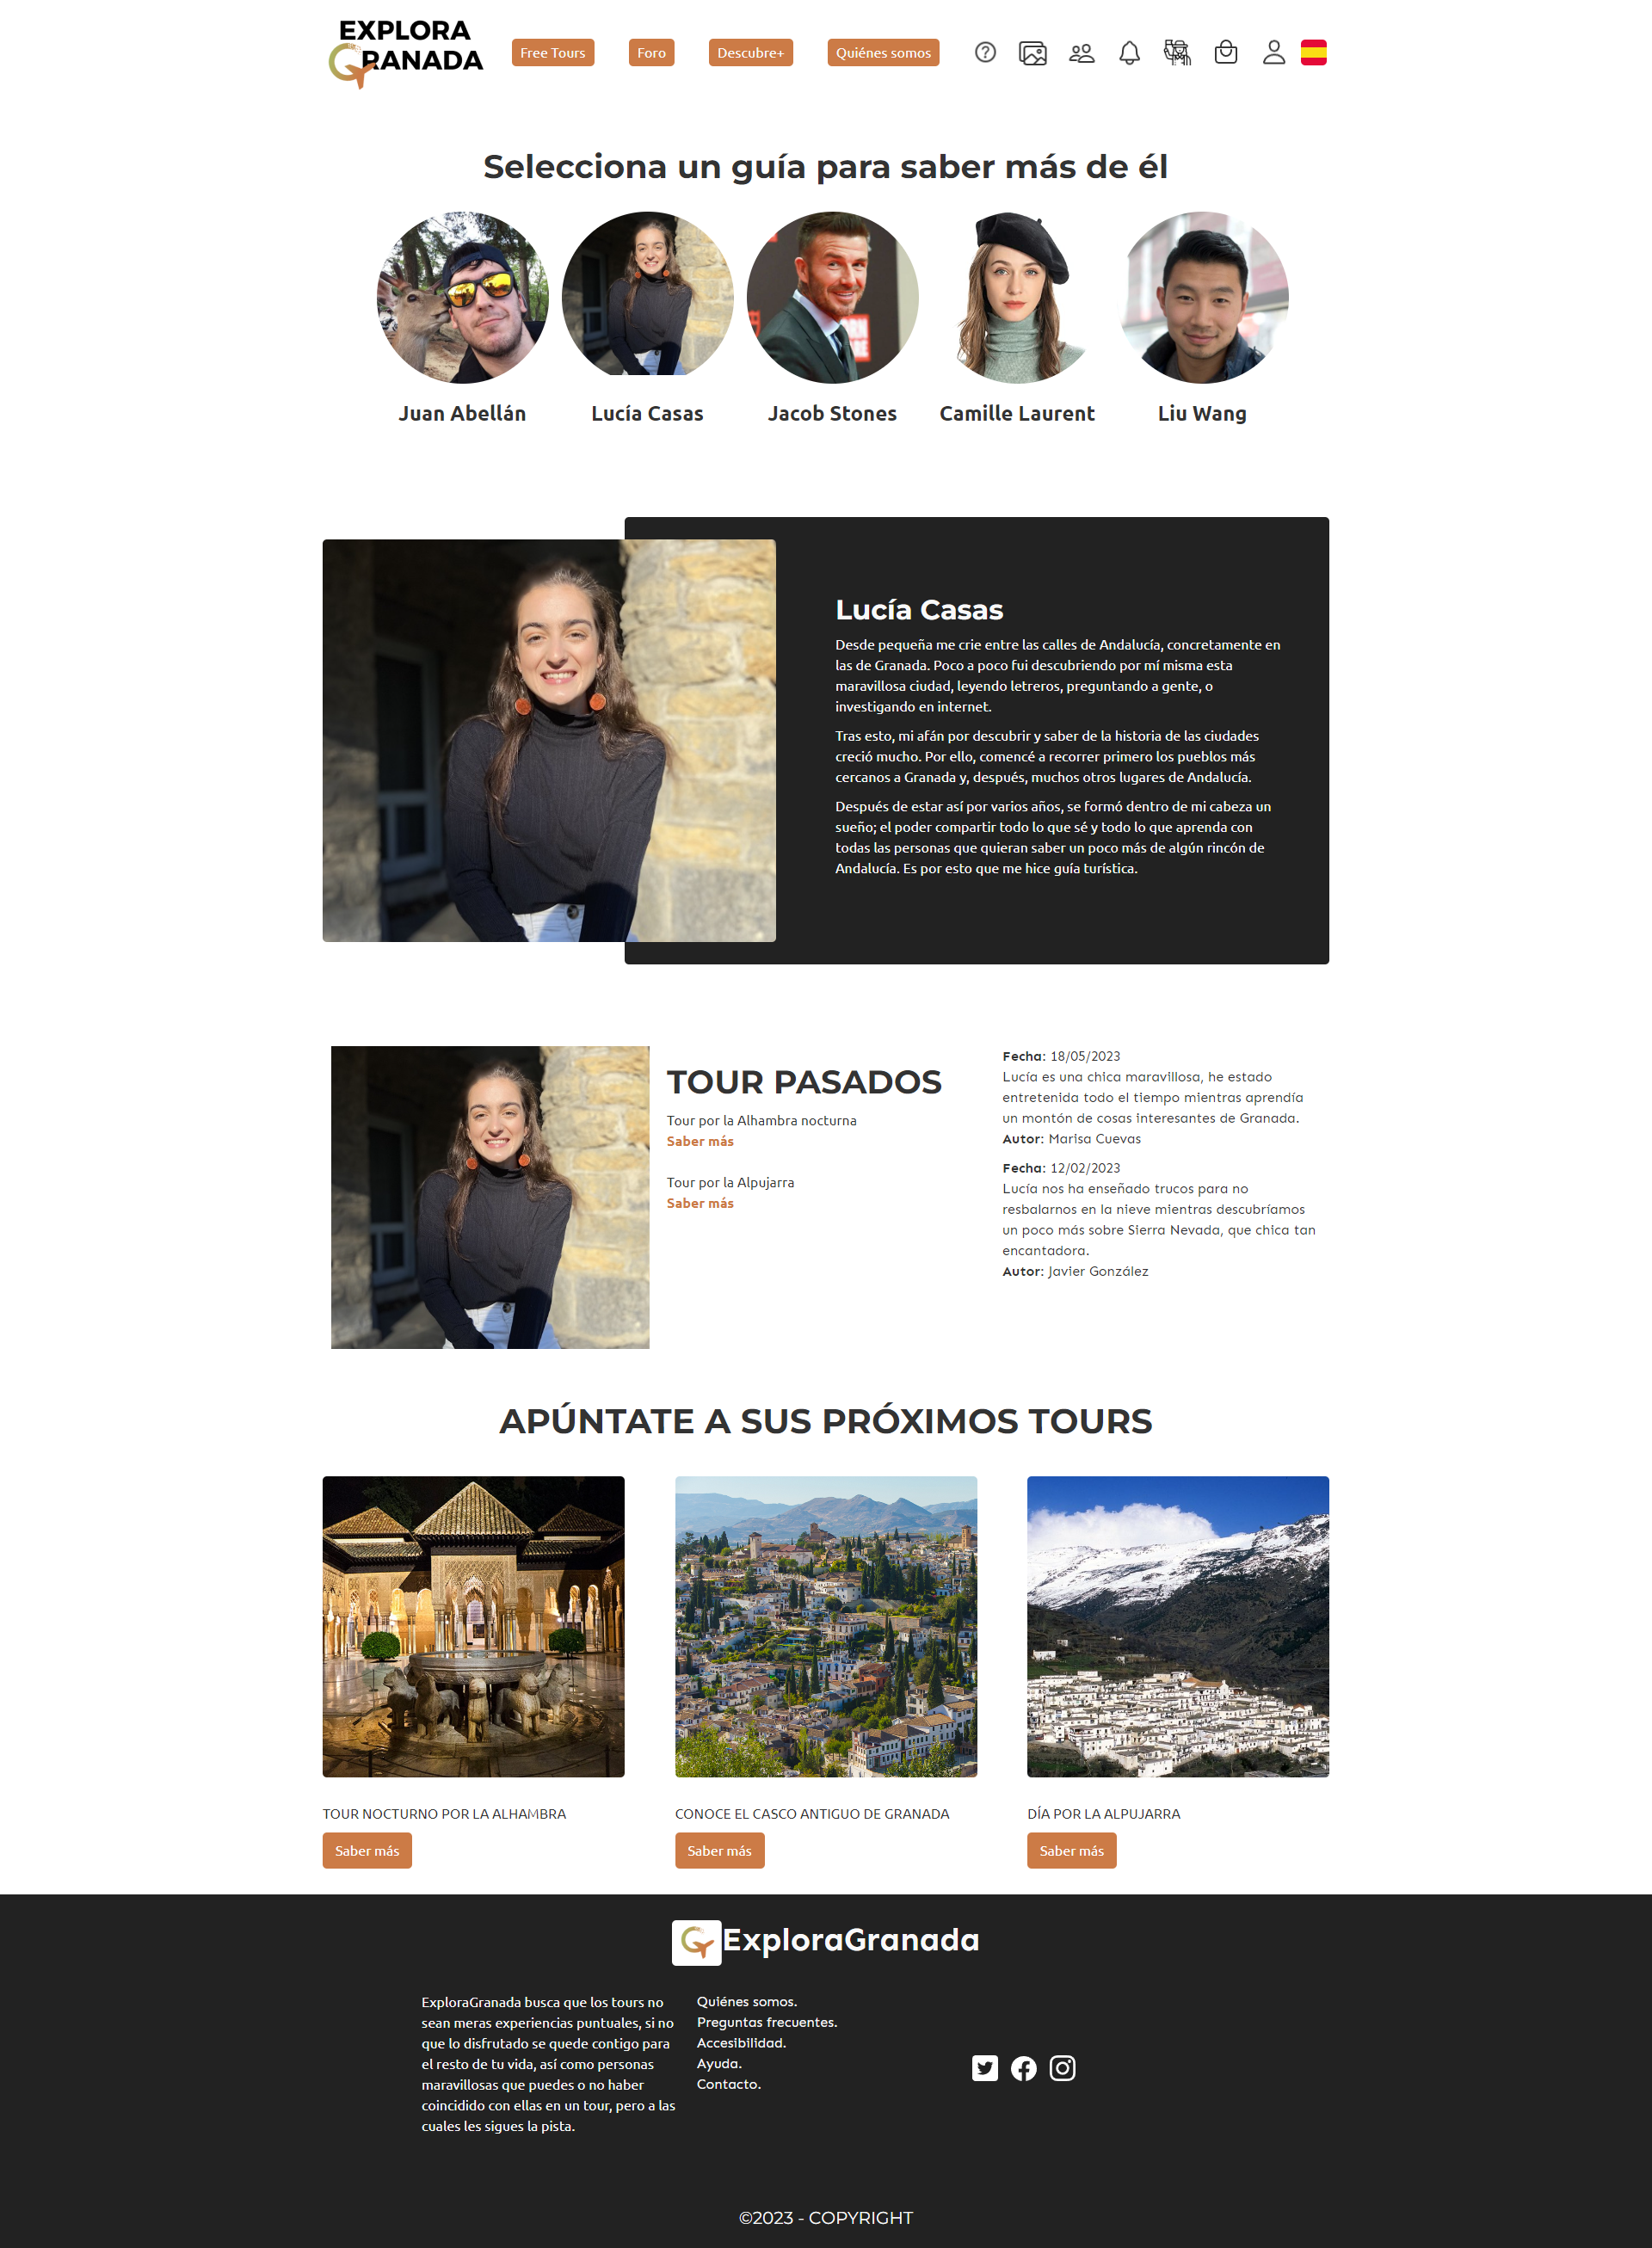 EXPLORA
GRANADA
Free Tours
Foro
Descubre+
Quiénes somos
Selecciona un guía para saber más de él
Juan Abellán
Lucía Casas
Jacob Stones
Camille Laurent
Liu Wang
Lucía Casas
Desde pequeña me crie entre las calles de Andalucía, concretamente en
las de Granada. Poco a poco fui descubriendo por mí misma esta
maravillosa ciudad, leyendo letreros, preguntando a gente, o
investigando en internet.
Tras esto, mi afán por descubrir y saber de la historia de las ciudades
creció mucho. Por ello, comencé a recorrer primero los pueblos más
cercanos a Granada y, después, muchos otros lugares de Andalucía.
Después de estar así por varios años, se formó dentro de mi cabeza un
sueño; el poder compartir todo lo que sé y todo lo que aprenda con
todas las personas que quieran saber un poco más de algún rincón de
Andalucía. Es por esto que me hice guía turística.
TOUR PASADOS
Tour por la Alhambra nocturna
Saber más
Tour por la Alpujarra
Saber más
Fecha: 18/05/2023
Lucía es una chica maravillosa, he estado
entretenida todo el tiempo mientras aprendía
un montón de cosas interesantes de Granada.
Autor: Marisa Cuevas
Fecha: 12/02/2023
Lucía nos ha enseñado trucos para no
resbalarnos en la nieve mientras descubríamos
un poco más sobre Sierra Nevada, que chica tan
encantadora.
Autor: Javier González
APÚNTATE A SUS PRÓXIMOS TOURS
TOUR NOCTURNO POR LA ALHAMBRA
Saber más
CONOCE EL CASCO ANTIGUO DE GRANADA
Saber más
DÍA POR LA ALPUJARRA
Saber más
ExploraGranada
ExploraGranada busca que los tours no
sean meras experiencias puntuales, si no
que lo disfrutado se quede contigo para
el resto de tu vida, así como personas
maravillosas que puedes o no haber
coincidido con ellas en un tour, pero a las
cuales les sigues la pista.
Quiénes somos.
Preguntas frecuentes.
Accesibilidad.
Ayuda.
Contacto.
©2023 - COPYRIGHT